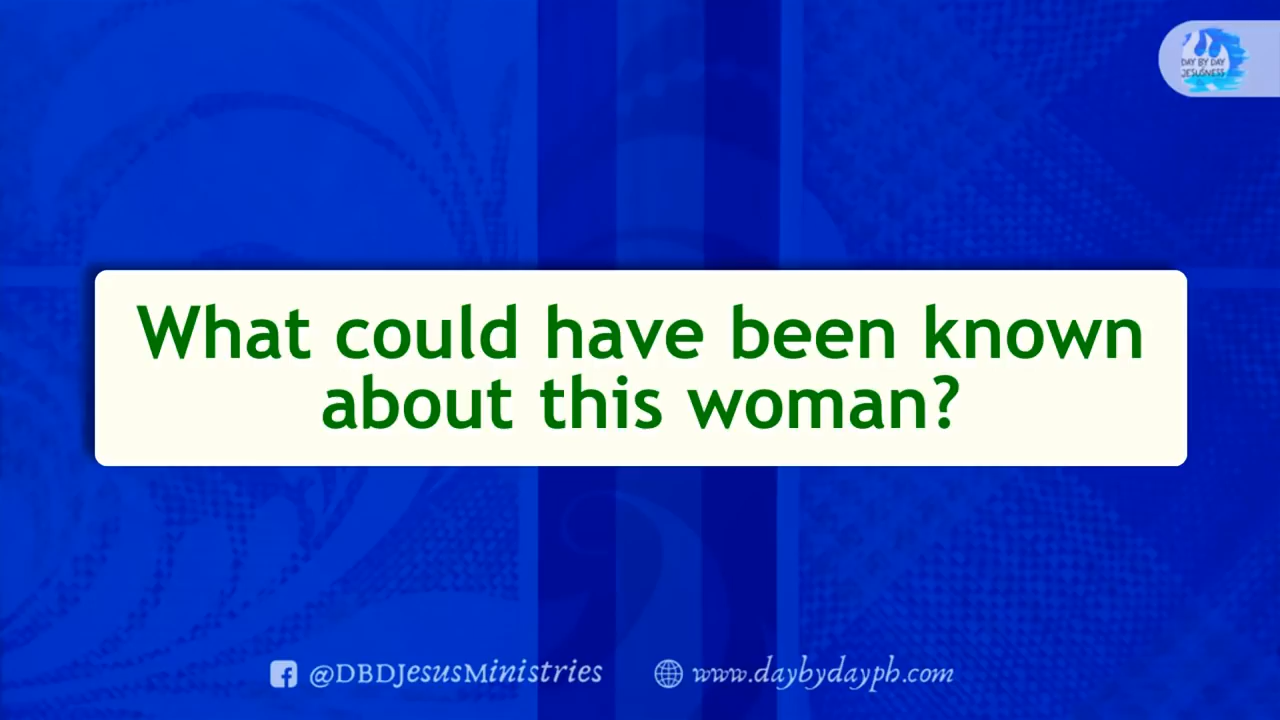 DAY BY DAY
JESUSNESS
What could have been known
about this woman?
@DBDJesusMinistries
www.daybydayph.com